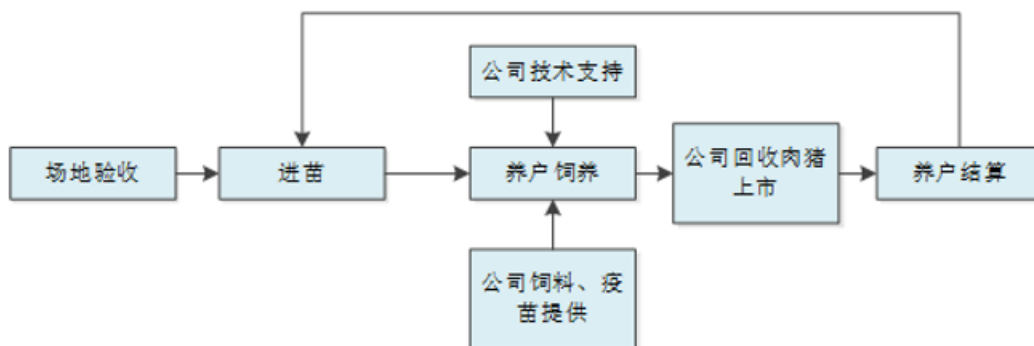 公司技术支持
场地验收
进苗
养户饲养
公司回收肉猪
上市
养户结算
公司饲料、疫
苗提供